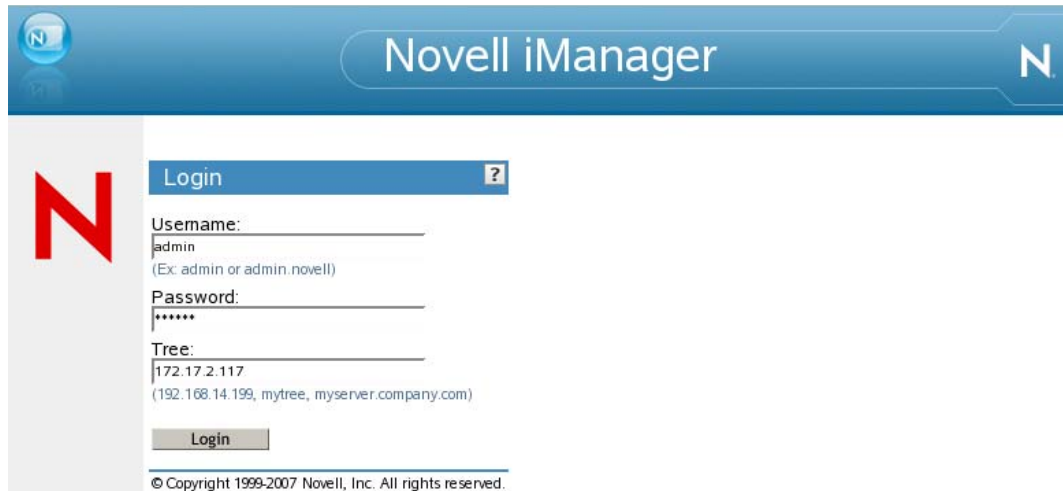 N
Novell iManager
N.
N
Login ?
Username:
admin
(Ex: admin or admin.novell)
Password:
******
Tree:
172.17.2.117
(192.168.14.199, mytree, myserver.company.com)
Login
© Copyright 1999-2007 Novell, Inc. All rights reserved.